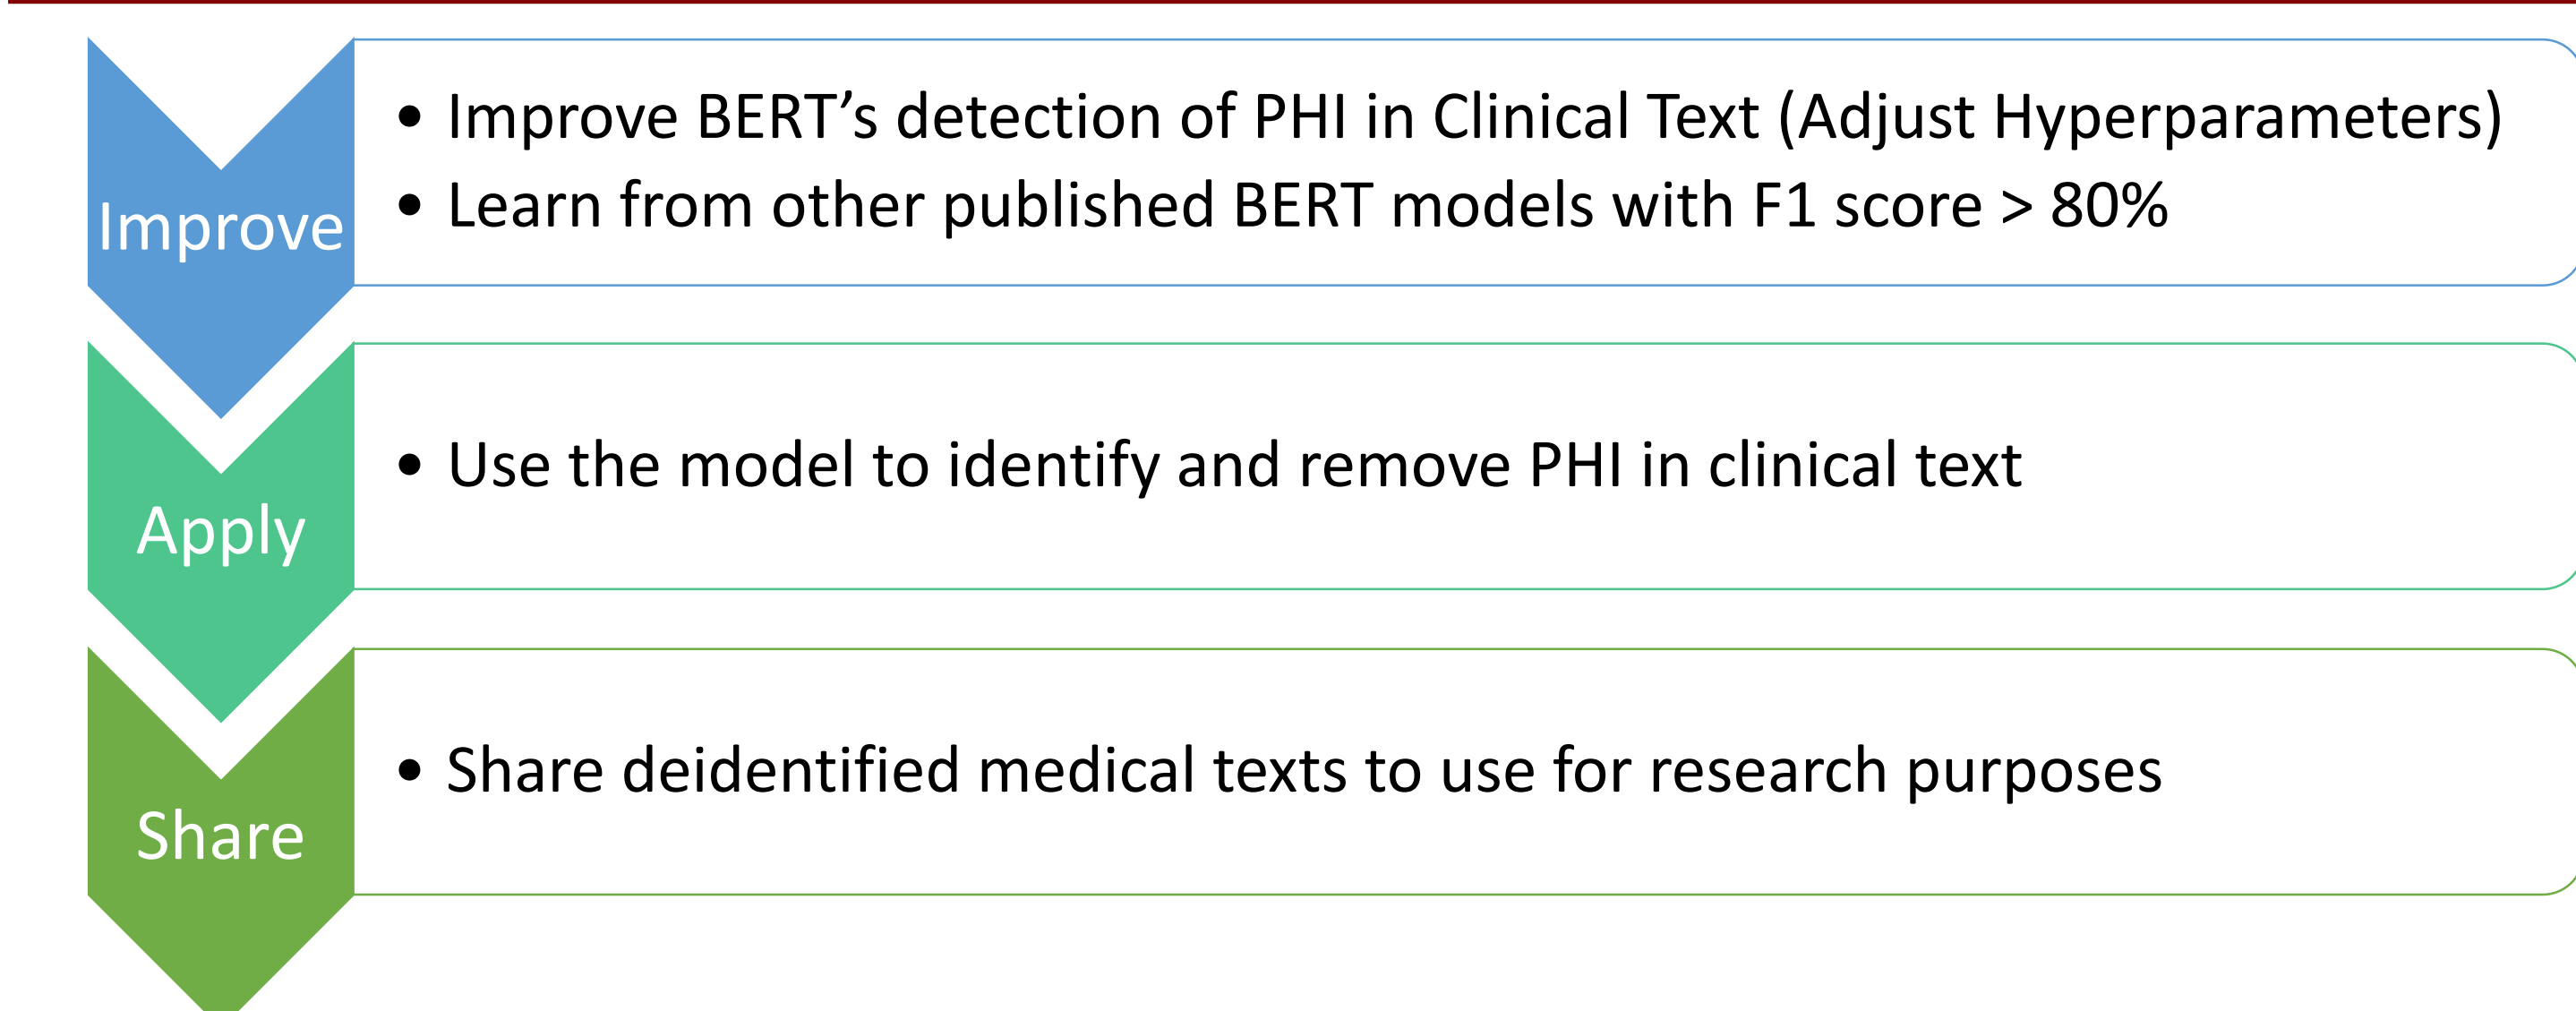 Improve
• Improve BERT’s detection of PHI in Clinical Text (Adjust Hyperparameters)
• Learn from other published BERT models with F1 score > 80%
Apply
• Use the model to identify and remove PHI in clinical text
Share
• Share deidentified medical texts to use for research purposes